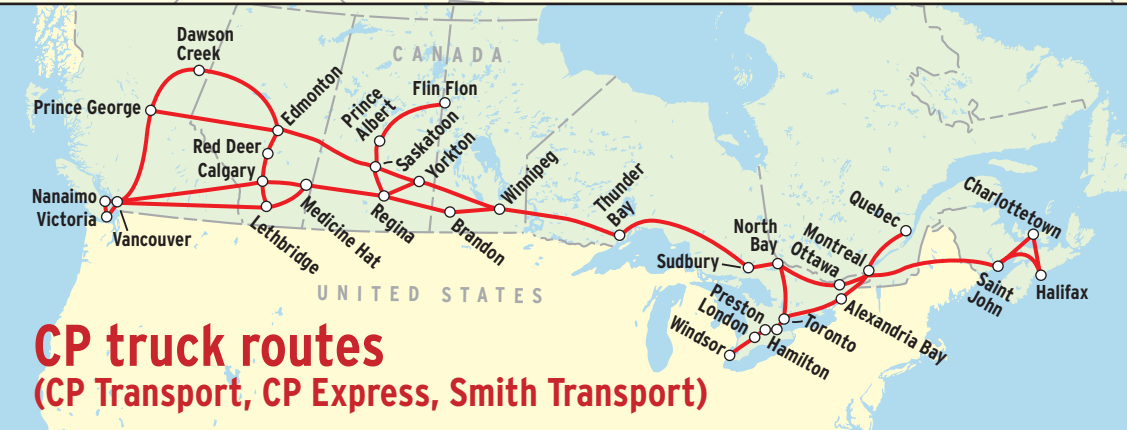 Dawson
Creek
CANADA
Prince George
Edmonton
Prince
Albert
Flin Flon
Red Deer
Calgary
Saskatoon
Yorkton
Winnipeg
Nanaimo
Victoria
Vancouver
Lethbridge
Medicine Hat
Regina
Brandon
Thunder
Bay
Sudbury
North
Bay
Ottawa
Montreal
Quebec
Charlottetown
Saint
John
Halifax
UNITED STATES
Preston
London
Windsor
Hamilton
Toronto
Alexandria Bay
CP truck routes
(CP Transport, CP Express, Smith Transport)